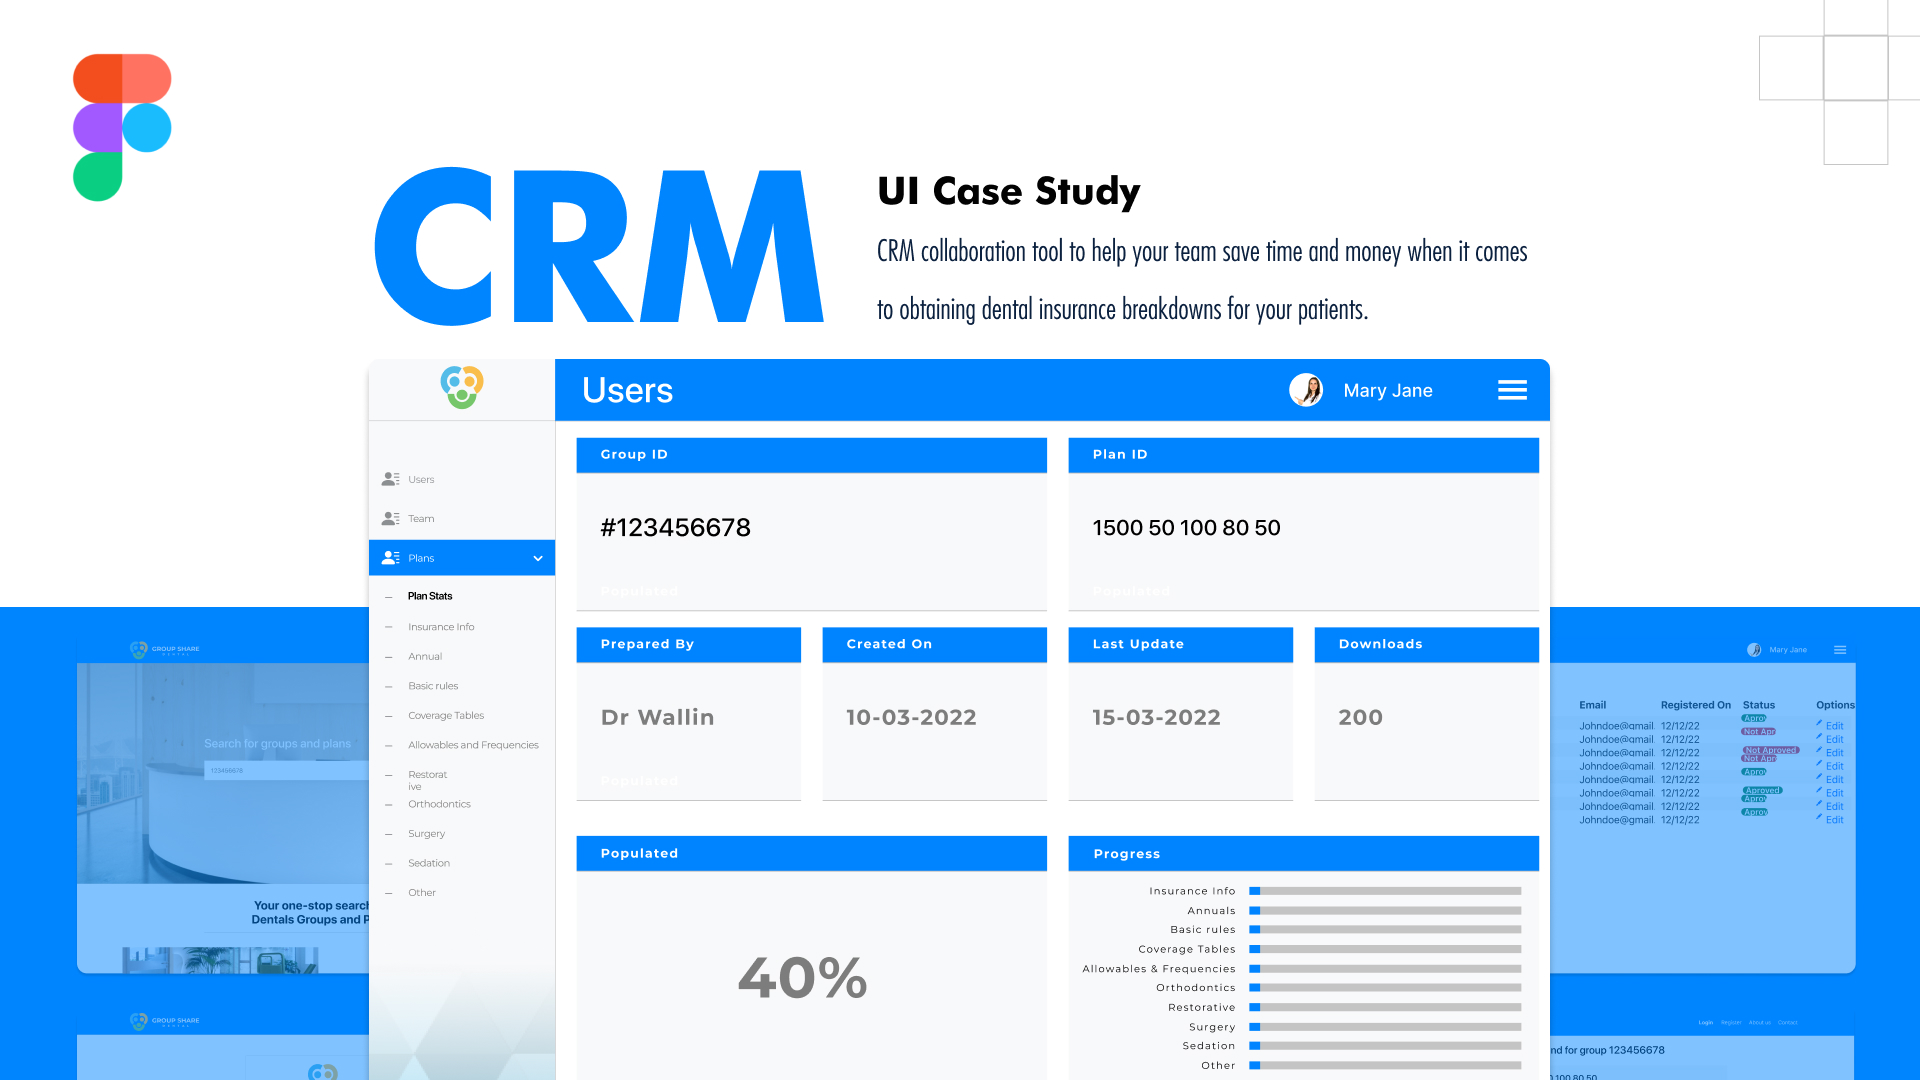 CRM
UI Case Study
CRM collaboration tool to help your team save time and money when it comes
to obtaining dental insurance breakdowns for your patients.
Users
Mary Jane
Users
Team
Plans
Plan Stats
Insurance Info
Annual
Basic rules
Coverage Tables
Allowables and Frequencies
Restorat
ive
Orthodontics
Surgery
Sedation
Other
Group ID
#123456678
Populated
Plan ID
1500 50 100 80 50
Populated
Prepared By
Dr Wallin
Populated
Created On
10-03-2022
Last Update
15-03-2022
Downloads
200
Populated
40%
Progress
Insurance Info
Annuals
Basic rules
Coverage Tables
Allowables & Frequencies
Orthodontics
Restorative
Surgery
Sedation
Other
GROUP SHARE
DENTAL
Search for groups and plans
123456678
Your one-stop search
Dentals Groups and P
GROUP SHARE
DENTAL
Mary Jane
Email Registered On Status Options
Johndoe@gmail. 12/12/22 Aprov Edit
Johndoe@gmail. 12/12/22 Not Apr Edit
Johndoe@gmail. 12/12/22 Not Aproved Edit
Johndoe@gmail. 12/12/22 Not Apr Edit
Johndoe@gmail. 12/12/22 Aprov Edit
Johndoe@gmail. 12/12/22 Aproved Edit
Johndoe@gmail. 12/12/22 Aprov Edit
Johndoe@gmail. 12/12/22 Aprov Edit
Login Register About us Contact
nd for group 123456678
0 100 80 50